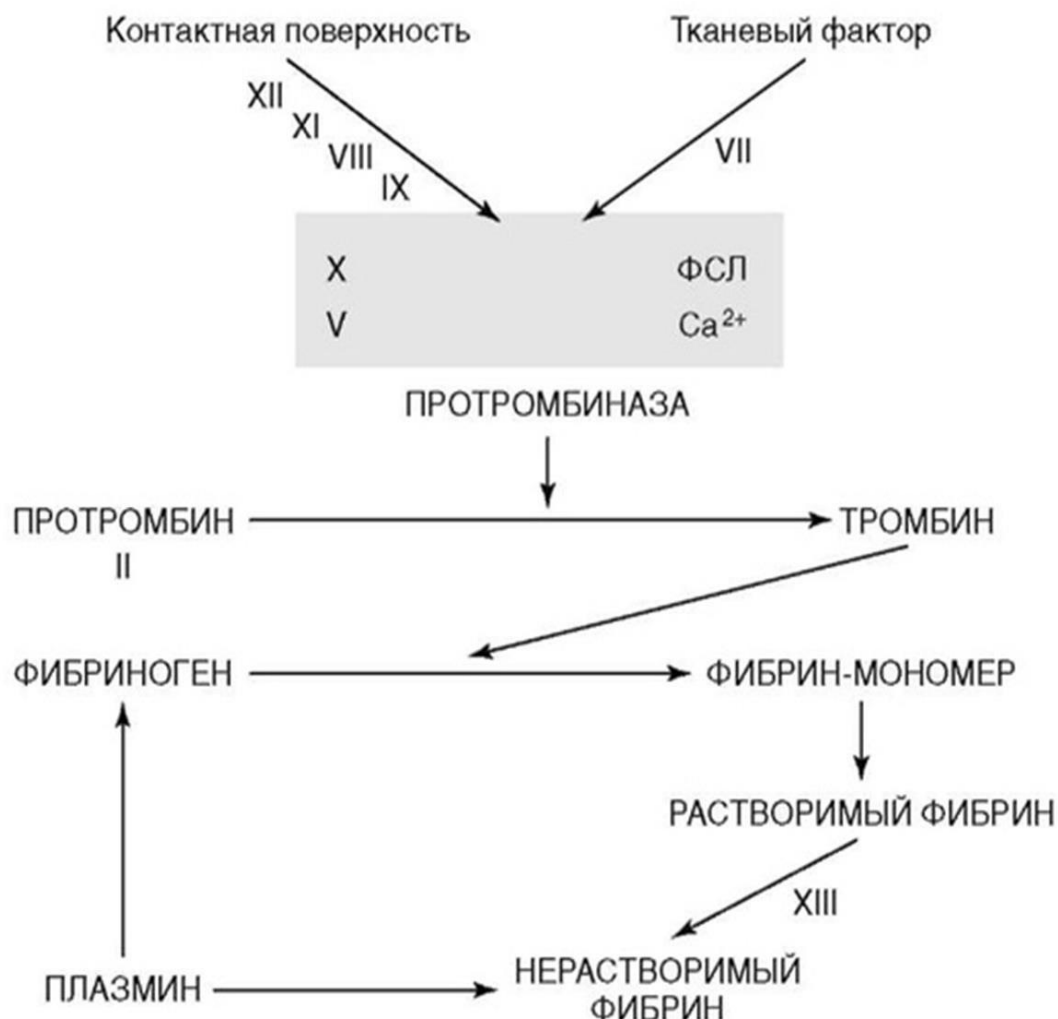 Контактная поверхность
Тканевый фактор
XII
XI
VIII
IX
VII
X
ФСЛ
V
Ca²⁺
ПРОТРОМБИНАЗА
ПРОТРОМБИН
ТРОМБИН
II
ФИБРИНОГЕН
ФИБРИН-МОНОМЕР
РАСТВОРИМЫЙ ФИБРИН
XIII
ПЛАЗМИН
НЕРАСТВОРИМЫЙ
ФИБРИН